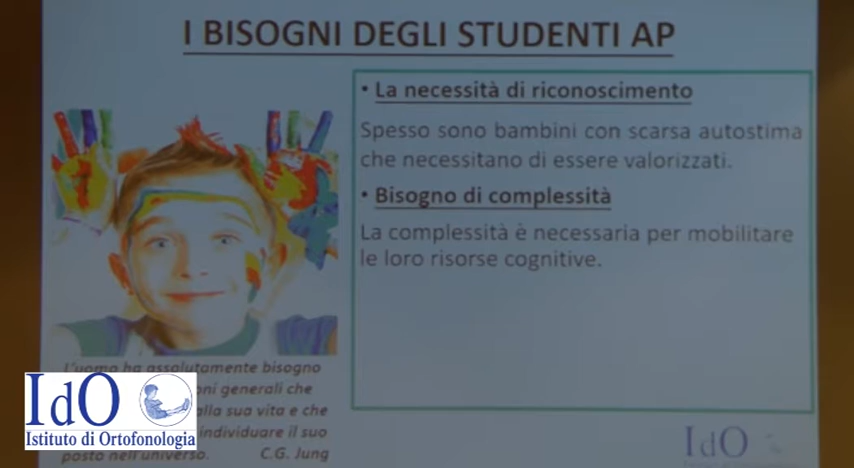 I BISOGNI DEGLI STUDENTI AP
• La necessità di riconoscimento
Spesso sono bambini con scarsa autostima
che necessitano di essere valorizzati.
• Bisogno di complessità
La complessità è necessaria per mobilitare
le loro risorse cognitive.
L'uomo ha assolutamente bisogno
generali che
alla sua vita e che
individuare il suo
posto nell'universo. C.G. Jung
IdO
Istituto di Ortofonologia
IdO